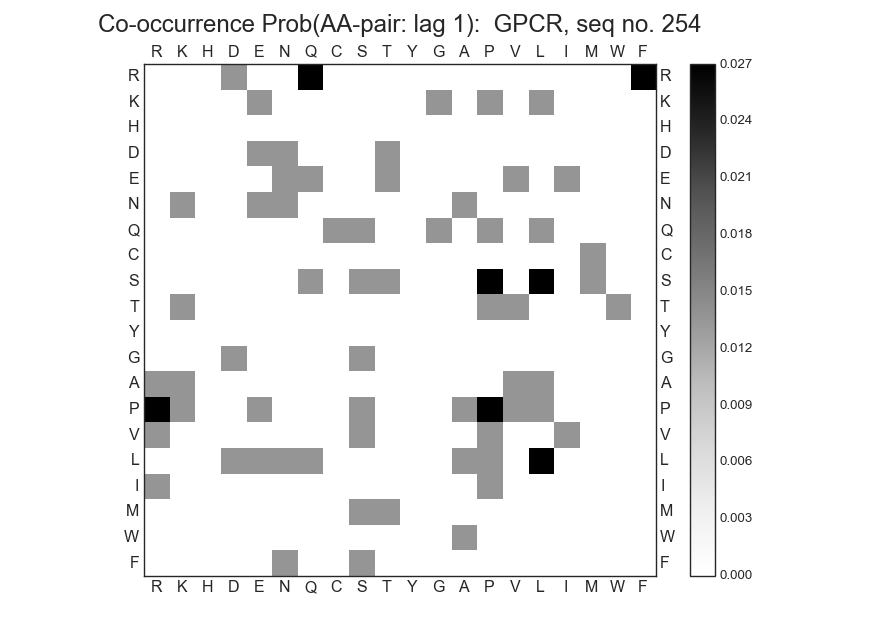 Co-occurrence Prob(AA-pair: lag 1):  GPCR, seq no. 254
R K H D E N Q C S T Y G A P V L I M W F
R R 0.027
K K
0.024
H H
D D
0.021
E E
N N
0.018
Q Q
C C
0.015
S S
T T
0.012
Y Y
G G
A A
0.009
P P
V V
0.006
L L
I I
0.003
M M
W W
F F
0.000
R K H D E N Q C S T Y G A P V L I M W F